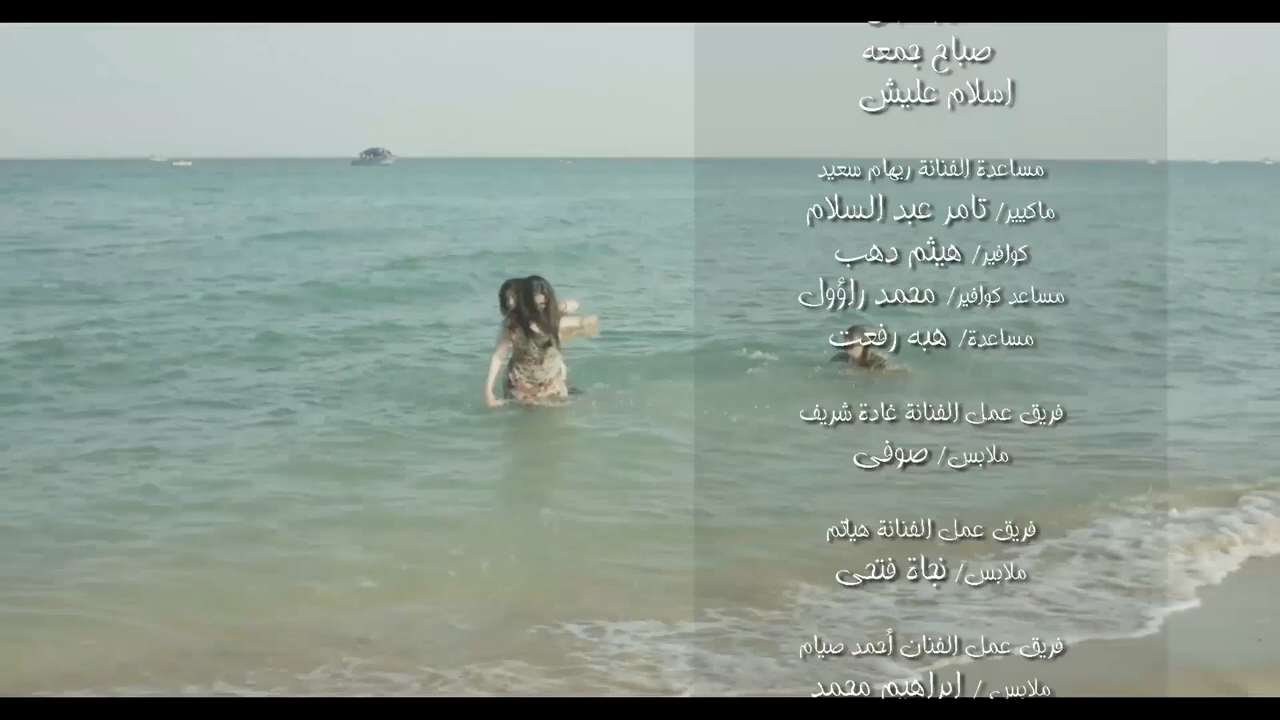 صباح جمعه
اسلام عليش
مساعدة الفنانة ريهام سعيد
ماكيير/ تامر عبد السلام
كوافير/ هيثم دهب
مساعد كوافير/ محمد راؤول
مساعدة/ هبه رفعت
فريق عمل الفنانة غادة شريف
ملابس/ صوفى
فريق عمل الفنانة هياتم
ملابس/ نجاة فتحى
فريق عمل الفنان أحمد صيام
ملابس / ابراهيم محمد